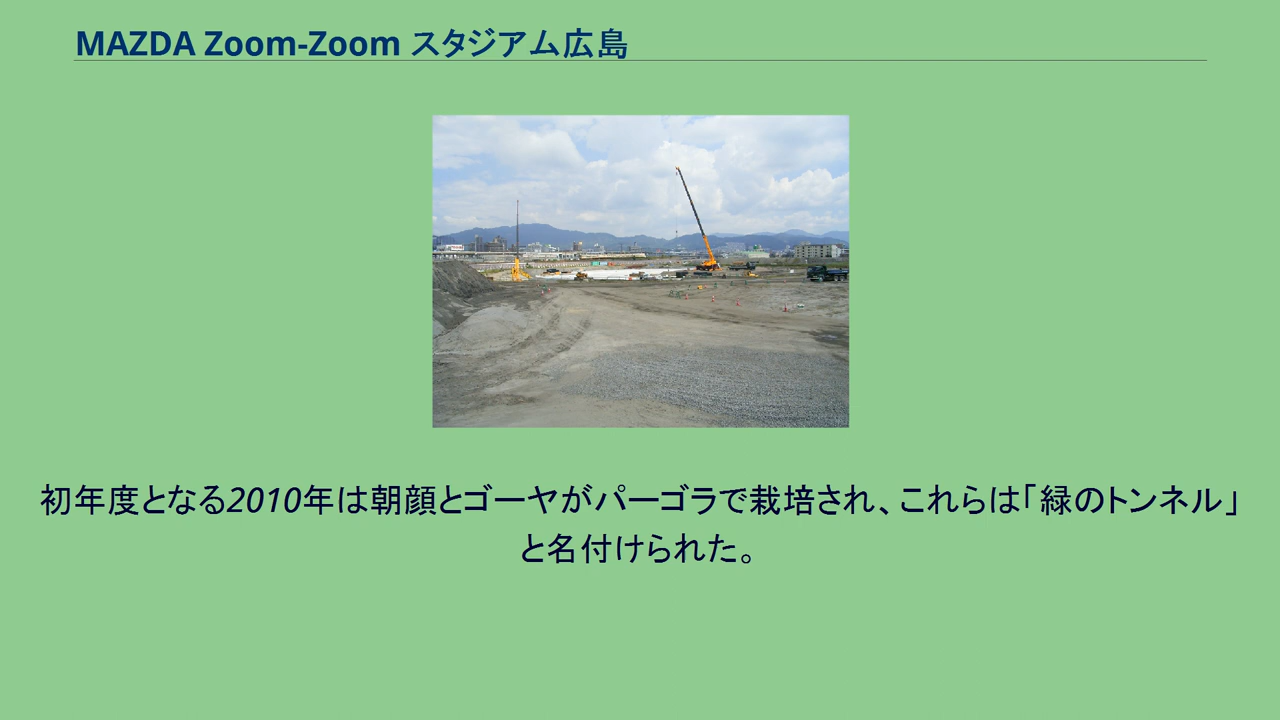 MAZDA Zoom-Zoom スタジアム広島
初年度となる2010年は朝顔とゴーヤがパーゴラで栽培され、これらは「緑のトンネル」
と名付けられた。